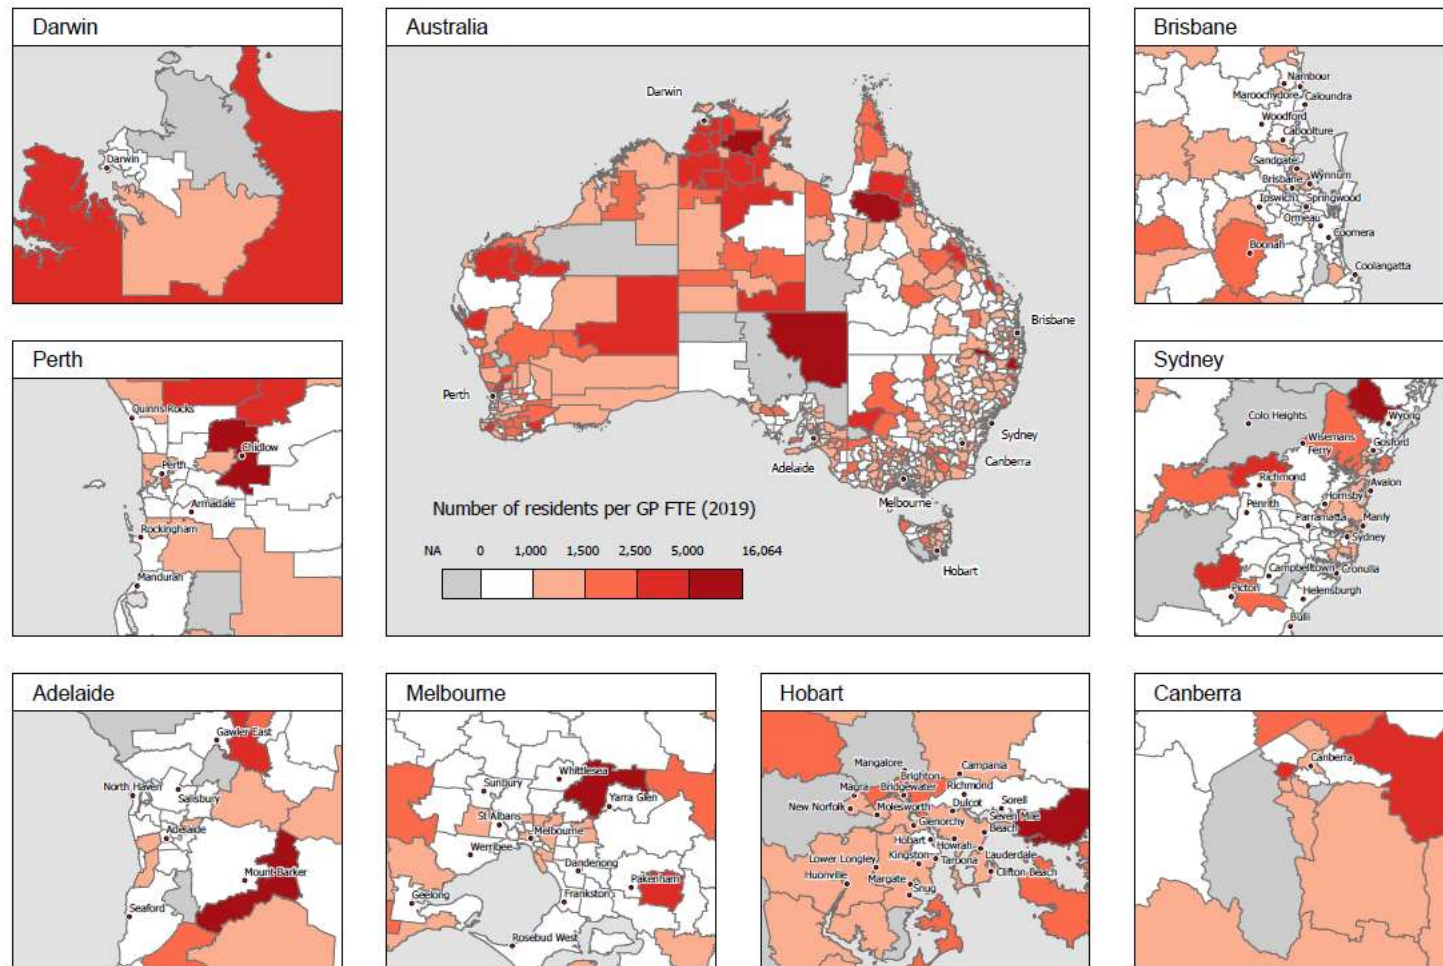 Darwin
Darwin
Australia
Darwin
Brisbane
Perth
Sydney
Adelaide
Canberra
Melbourne
Hobart
Number of residents per GP FTE (2019)
NA 0 1,000 1,500 2,500 5,000 16,064
Brisbane
Nambour
Maroochydore
Caloundra
Woodford
Caboolture
Sandgate
Brisbane
Wynnum
Ipswich
Springwood
Ormeau
Coomera
Boonah
Coolangatta
Perth
Quinns Rocks
Chidlow
Perth
Armadale
Rockingham
Mandurah
Sydney
Colo Heights
Wyong
Wisemans
Ferry
Gosford
Richmond
Avalon
Penrith
Hornsby
Parramatta
Manly
Sydney
Campbelltown
Cronulla
Picton
Helensburgh
Bulli
Adelaide
Gawler East
North Haven
Salisbury
Adelaide
Mount Barker
Seaford
Melbourne
Whittlesea
Sunbury
Yarra Glen
St Albans
Melbourne
Werribee
Dandenong
Pakenham
Geelong
Frankston
Rosebud West
Hobart
Mangalore
Campania
Brighton
Magra
Bridgewater
Richmond
New Norfolk
Molesworth
Dulcot
Sorell
Glenorchy
Seven Mile
Beach
Hobart
Howrah
Lower Longley
Kingston
Taroona
Lauderdale
Huonville
Margate
Clifton Beach
Snug
Canberra
Canberra